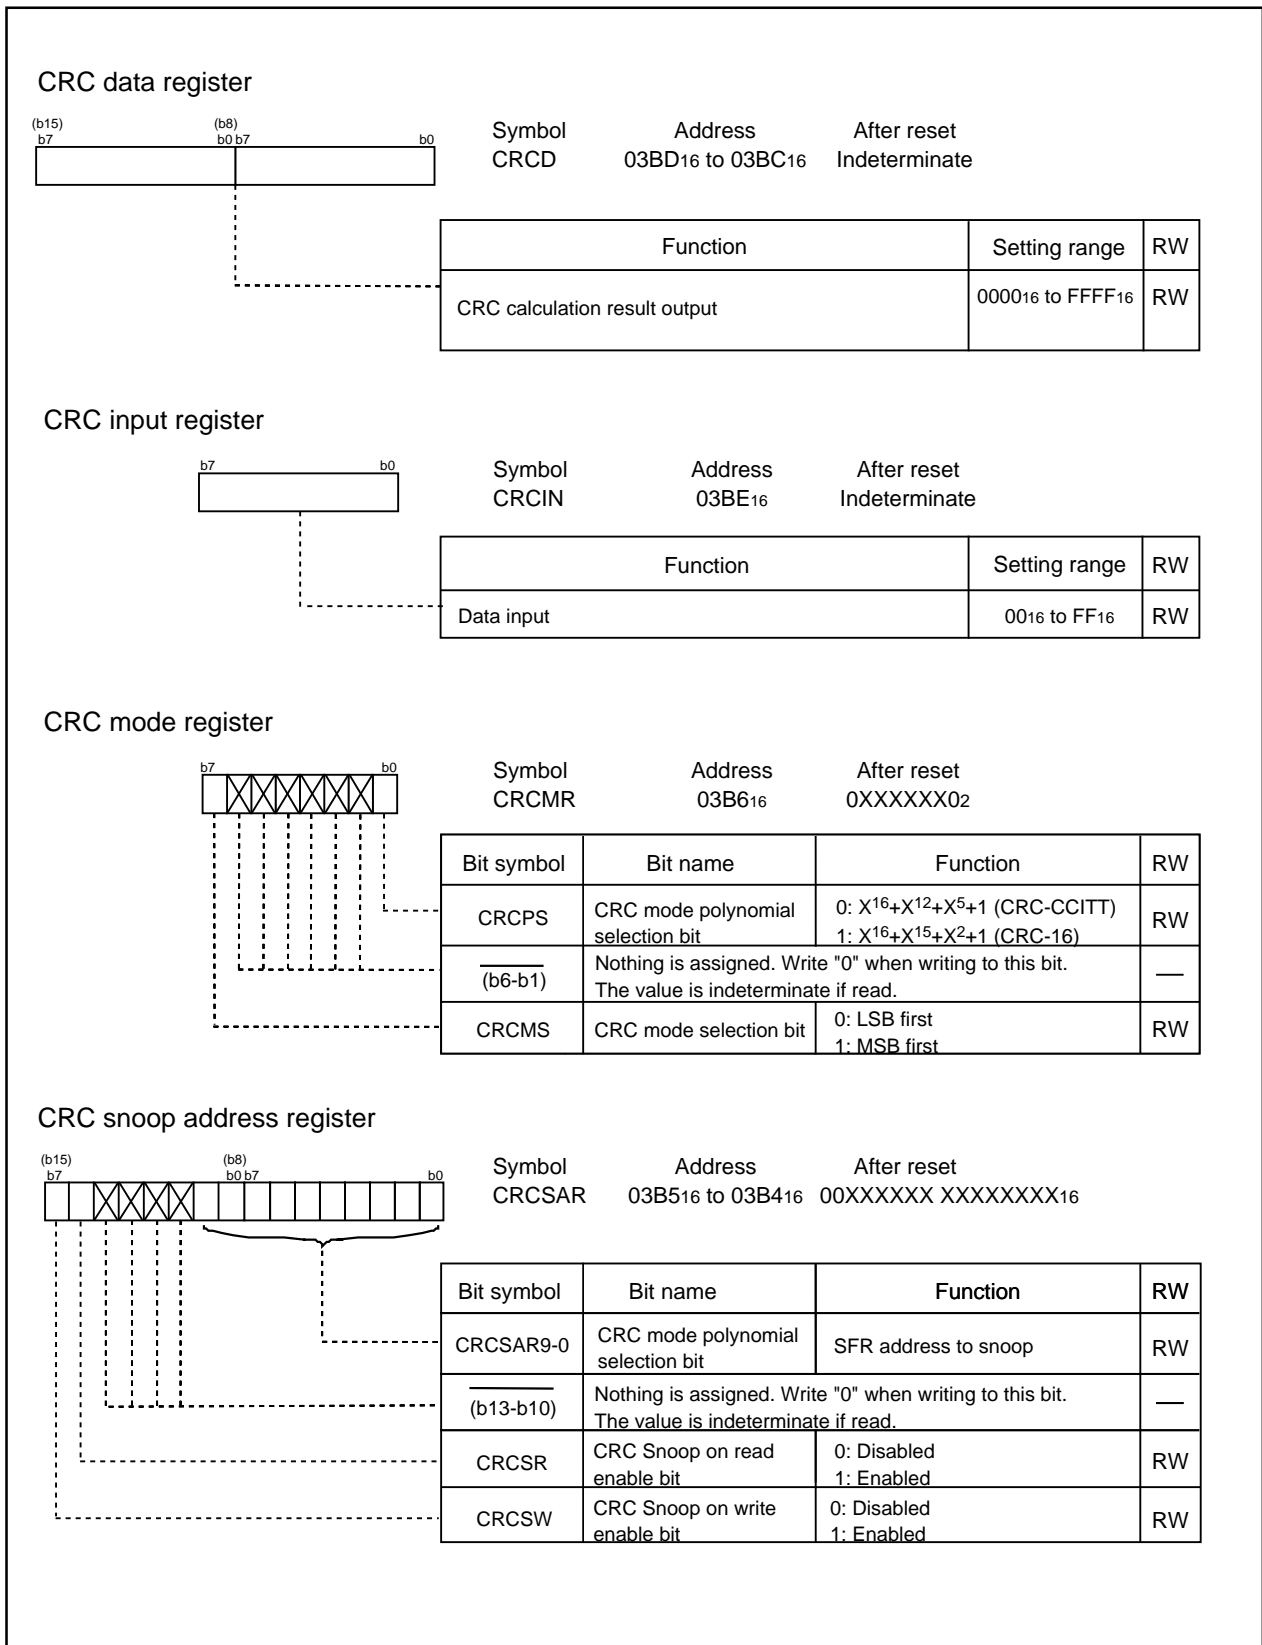 CRC data register
(b15) (b8)
b7 b0 b7 b0
Symbol Address After reset
CRCD 03BD16 to 03BC16 Indeterminate
Function Setting range RW
CRC calculation result output 000016 to FFFF16 RW
CRC input register
b7 b0
Symbol Address After reset
CRCIN 03BE16 Indeterminate
Function Setting range RW
Data input 0016 to FF16 RW
CRC mode register
b7 b0
Symbol Address After reset
CRCMR 03B616 0XXXXXX02
Bit symbol Bit name Function RW
CRCPS CRC mode polynomial selection bit 0: X16+X12+X5+1 (CRC-CCITT) RW
1: X16+X15+X2+1 (CRC-16)
(b6-b1) Nothing is assigned. Write "0" when writing to this bit. —
The value is indeterminate if read.
CRCMS CRC mode selection bit 0: LSB first RW
1: MSB first
CRC snoop address register
(b15) (b8)
b7 b0 b7 b0
Symbol Address After reset
CRCSAR 03B516 to 03B416 00XXXXXX XXXXXXXX16
Bit symbol Bit name Function RW
CRCSAR9-0 CRC mode polynomial selection bit SFR address to snoop RW
(b13-b10) Nothing is assigned. Write "0" when writing to this bit. —
The value is indeterminate if read.
CRCSR CRC Snoop on read enable bit 0: Disabled RW
1: Enabled
CRCSW CRC Snoop on write enable bit 0: Disabled RW
1: Enabled